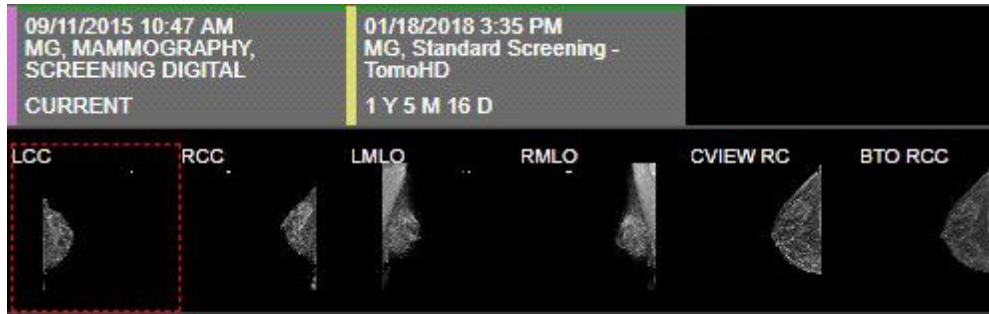 09/11/2015 10:47 AM
MG, MAMMOGRAPHY,
SCREENING DIGITAL
CURRENT
01/18/2018 3:35 PM
MG, Standard Screening -
TomoHD
1 Y 5 M 16 D
LCC RCC LMLO RMLO CVIEW RC BTO RCC